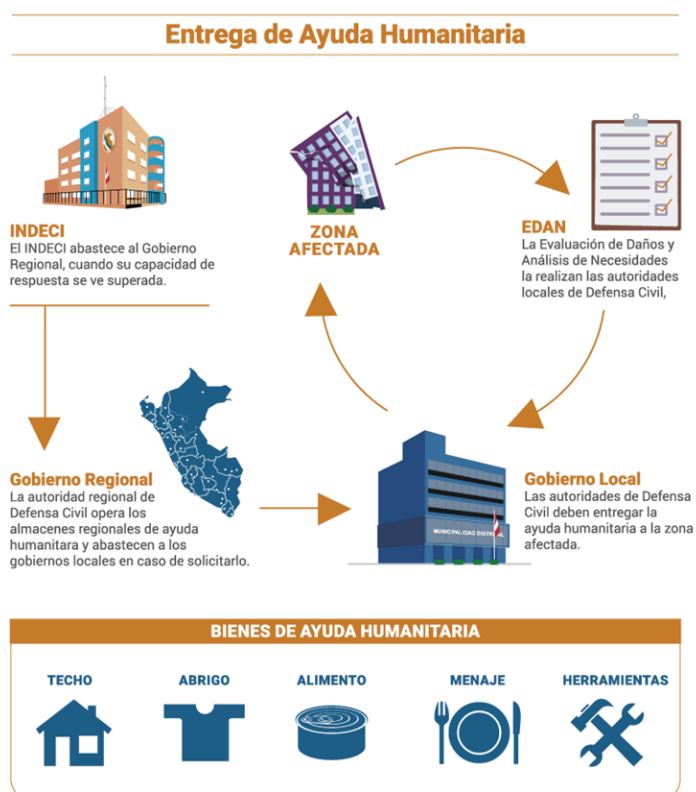 Entrega de Ayuda Humanitaria
INDECI
El INDECI abastece al Gobierno
Regional, cuando su capacidad de
respuesta se ve superada.
ZONA
AFECTADA
EDAN
La Evaluación de Daños y
Análisis de Necesidades
la realizan las autoridades
locales de Defensa Civil,
Gobierno Regional
La autoridad regional de
Defensa Civil opera los
almacenes regionales de ayuda
humanitara y abastecen a los
gobiernos locales en caso de solicitarlo.
MUNICIPALIDAD
Gobierno Local
Las autoridades de Defensa
Civil deben entregar la
ayuda humanitaria a la zona
afectada.
BIENES DE AYUDA HUMANITARIA
TECHO
ABRIGO
ALIMENTO
MENAJE
HERRAMIENTAS